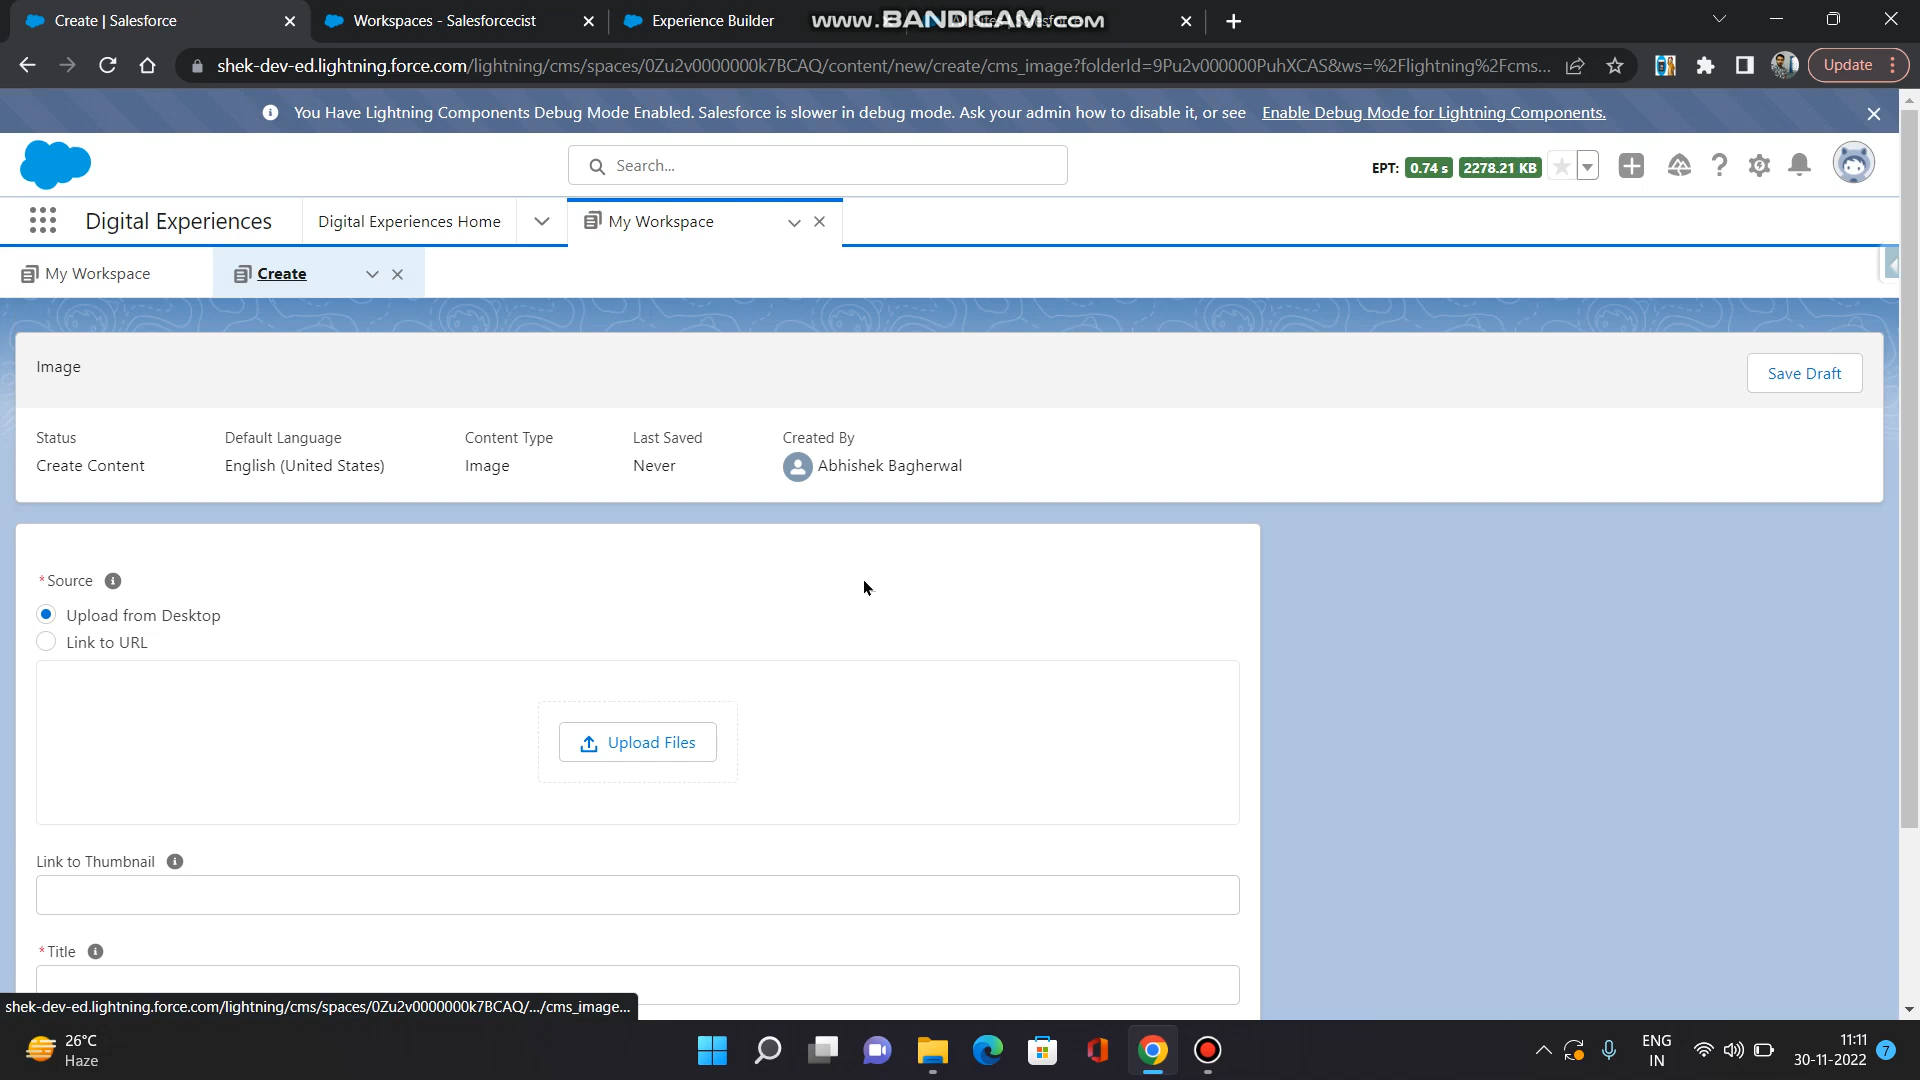 Create | Salesforce
Workspaces - Salesforcecist
Experience Builder
www.BANDICAM.com
shek-dev-ed.lightning.force.com/lightning/cms/spaces/0Zu2v0000000k7BCAQ/content/new/create/cms_image?folderId=9Pu2v000000PuhXCAS&ws=%2Flightning%2Fcms...
Update
You Have Lightning Components Debug Mode Enabled. Salesforce is slower in debug mode. Ask your admin how to disable it, or see Enable Debug Mode for Lightning Components.
Search...
EPT: 0.74 s 2278.21 KB
Digital Experiences
Digital Experiences Home
My Workspace
My Workspace
Create
Image
Save Draft
Status
Default Language
Content Type
Last Saved
Created By
Create Content
English (United States)
Image
Never
Abhishek Bagherwal
*Source
Upload from Desktop
Link to URL
Upload Files
Link to Thumbnail
*Title
shek-dev-ed.lightning.force.com/lightning/cms/spaces/0Zu2v0000000k7BCAQ/.../cms_image...
26°C
Haze
ENG
IN
11:11
30-11-2022
7